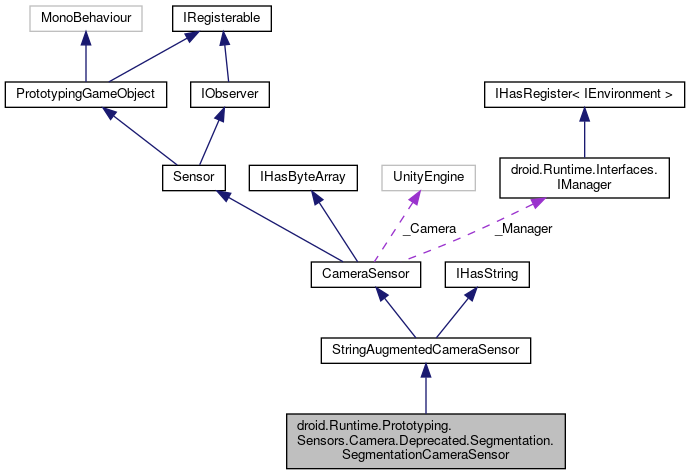 MonoBehaviour
IRegisterable
PrototypingGameObject
IObserver
IHasRegister< IEnvironment >
Sensor
IHasByteArray
UnityEngine
droid.Runtime.Interfaces.
IManager
_Camera
_Manager
CameraSensor
IHasString
StringAugmentedCameraSensor
droid.Runtime.Prototyping.
Sensors.Camera.Deprecated.Segmentation.
SegmentationCameraSensor